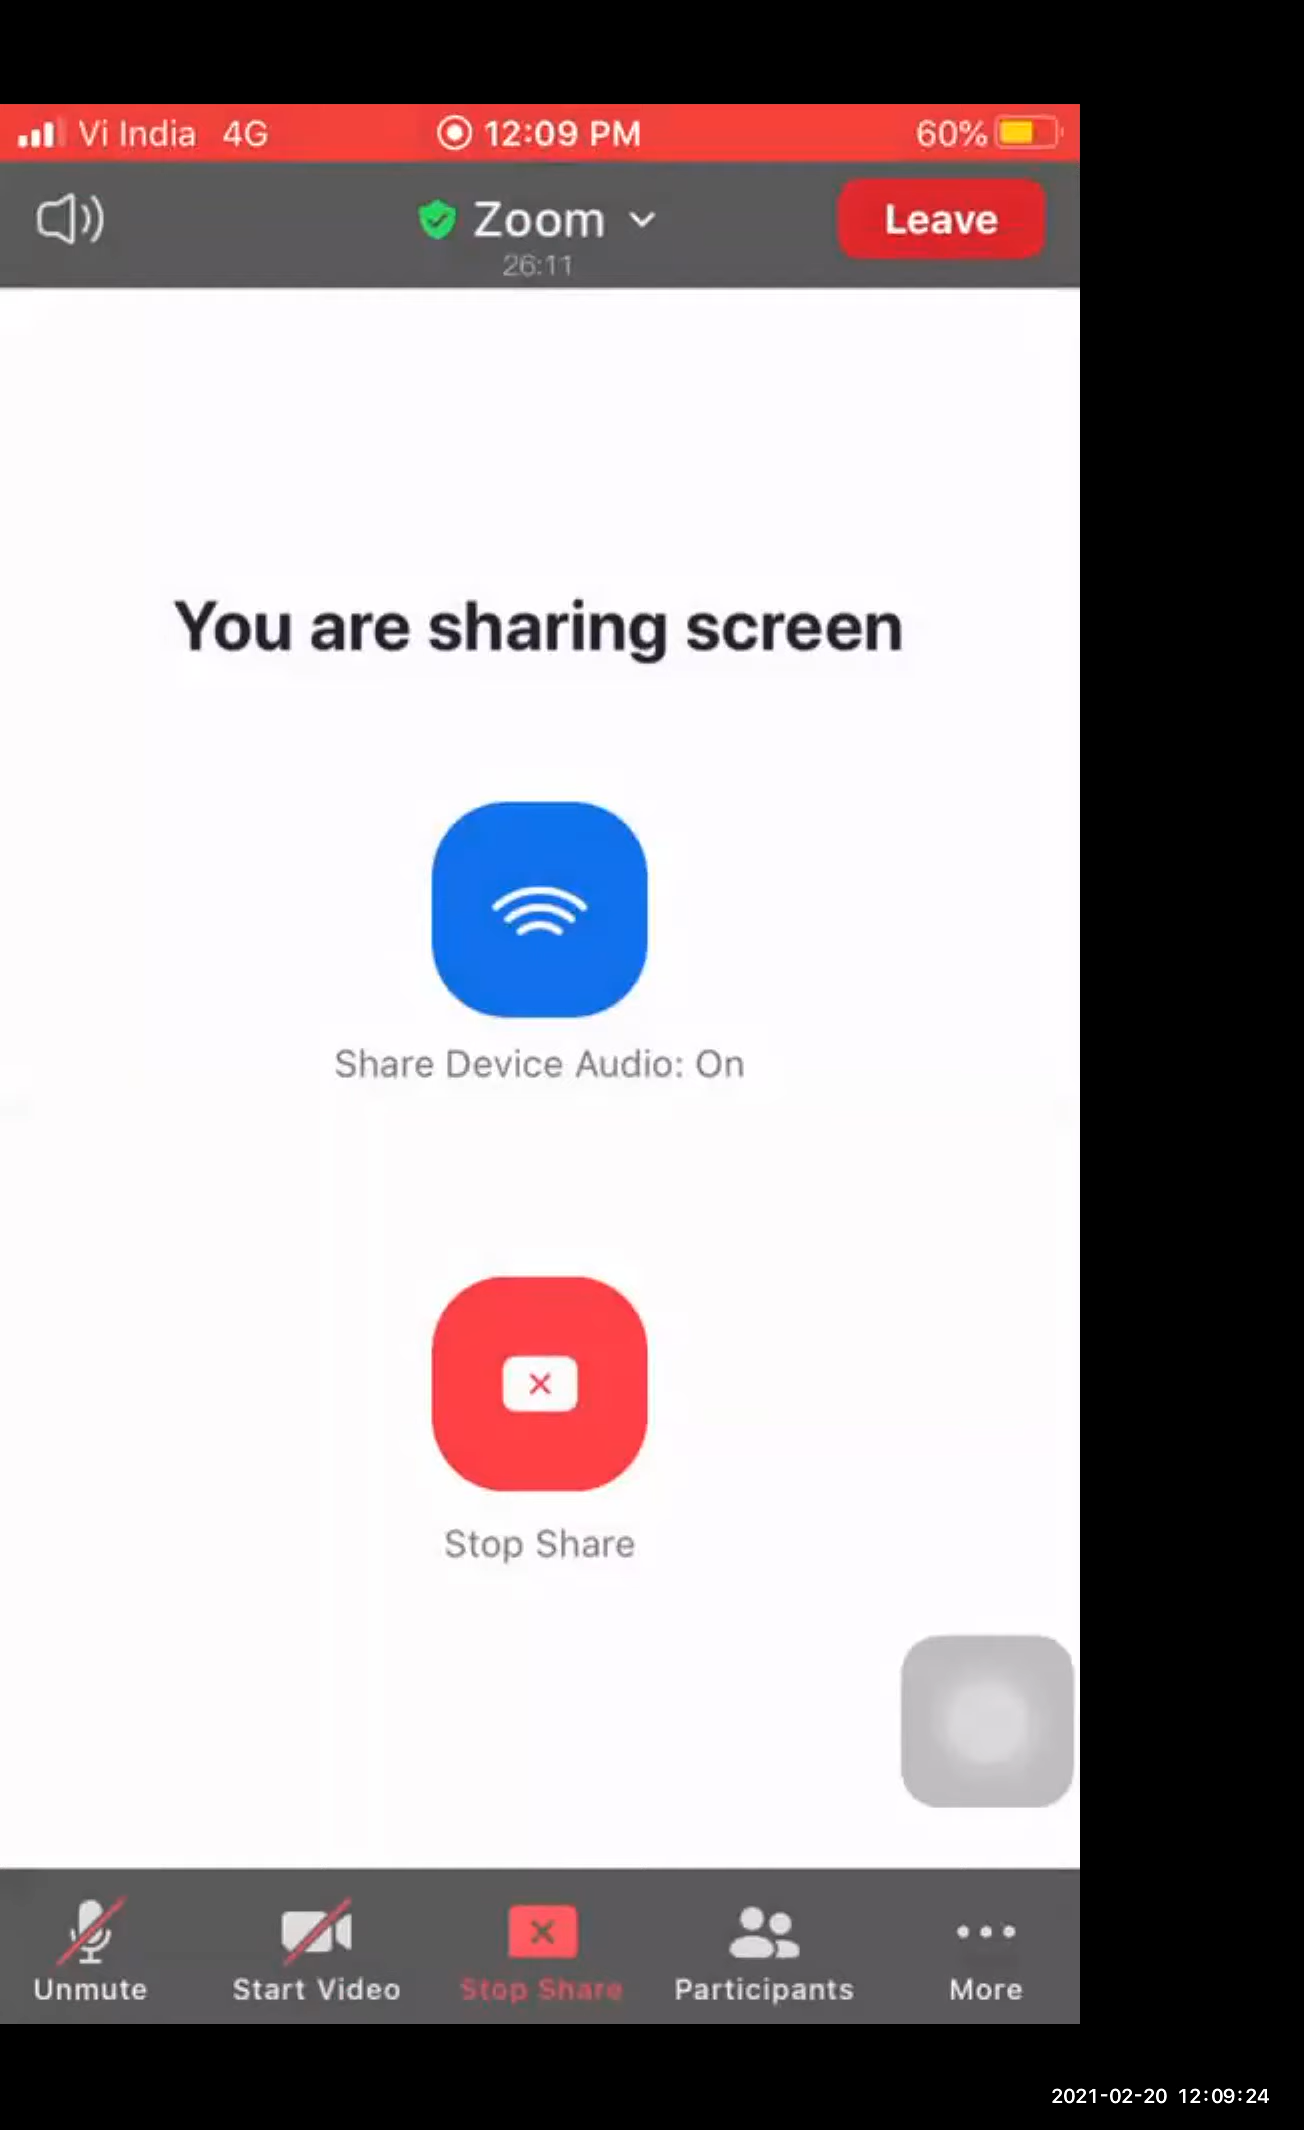 Vi India 4G 12:09 PM 60%
Zoom Leave
26:11
You are sharing screen
Share Device Audio: On
Stop Share
Unmute Start Video Stop Share Participants More
2021-02-20 12:09:24